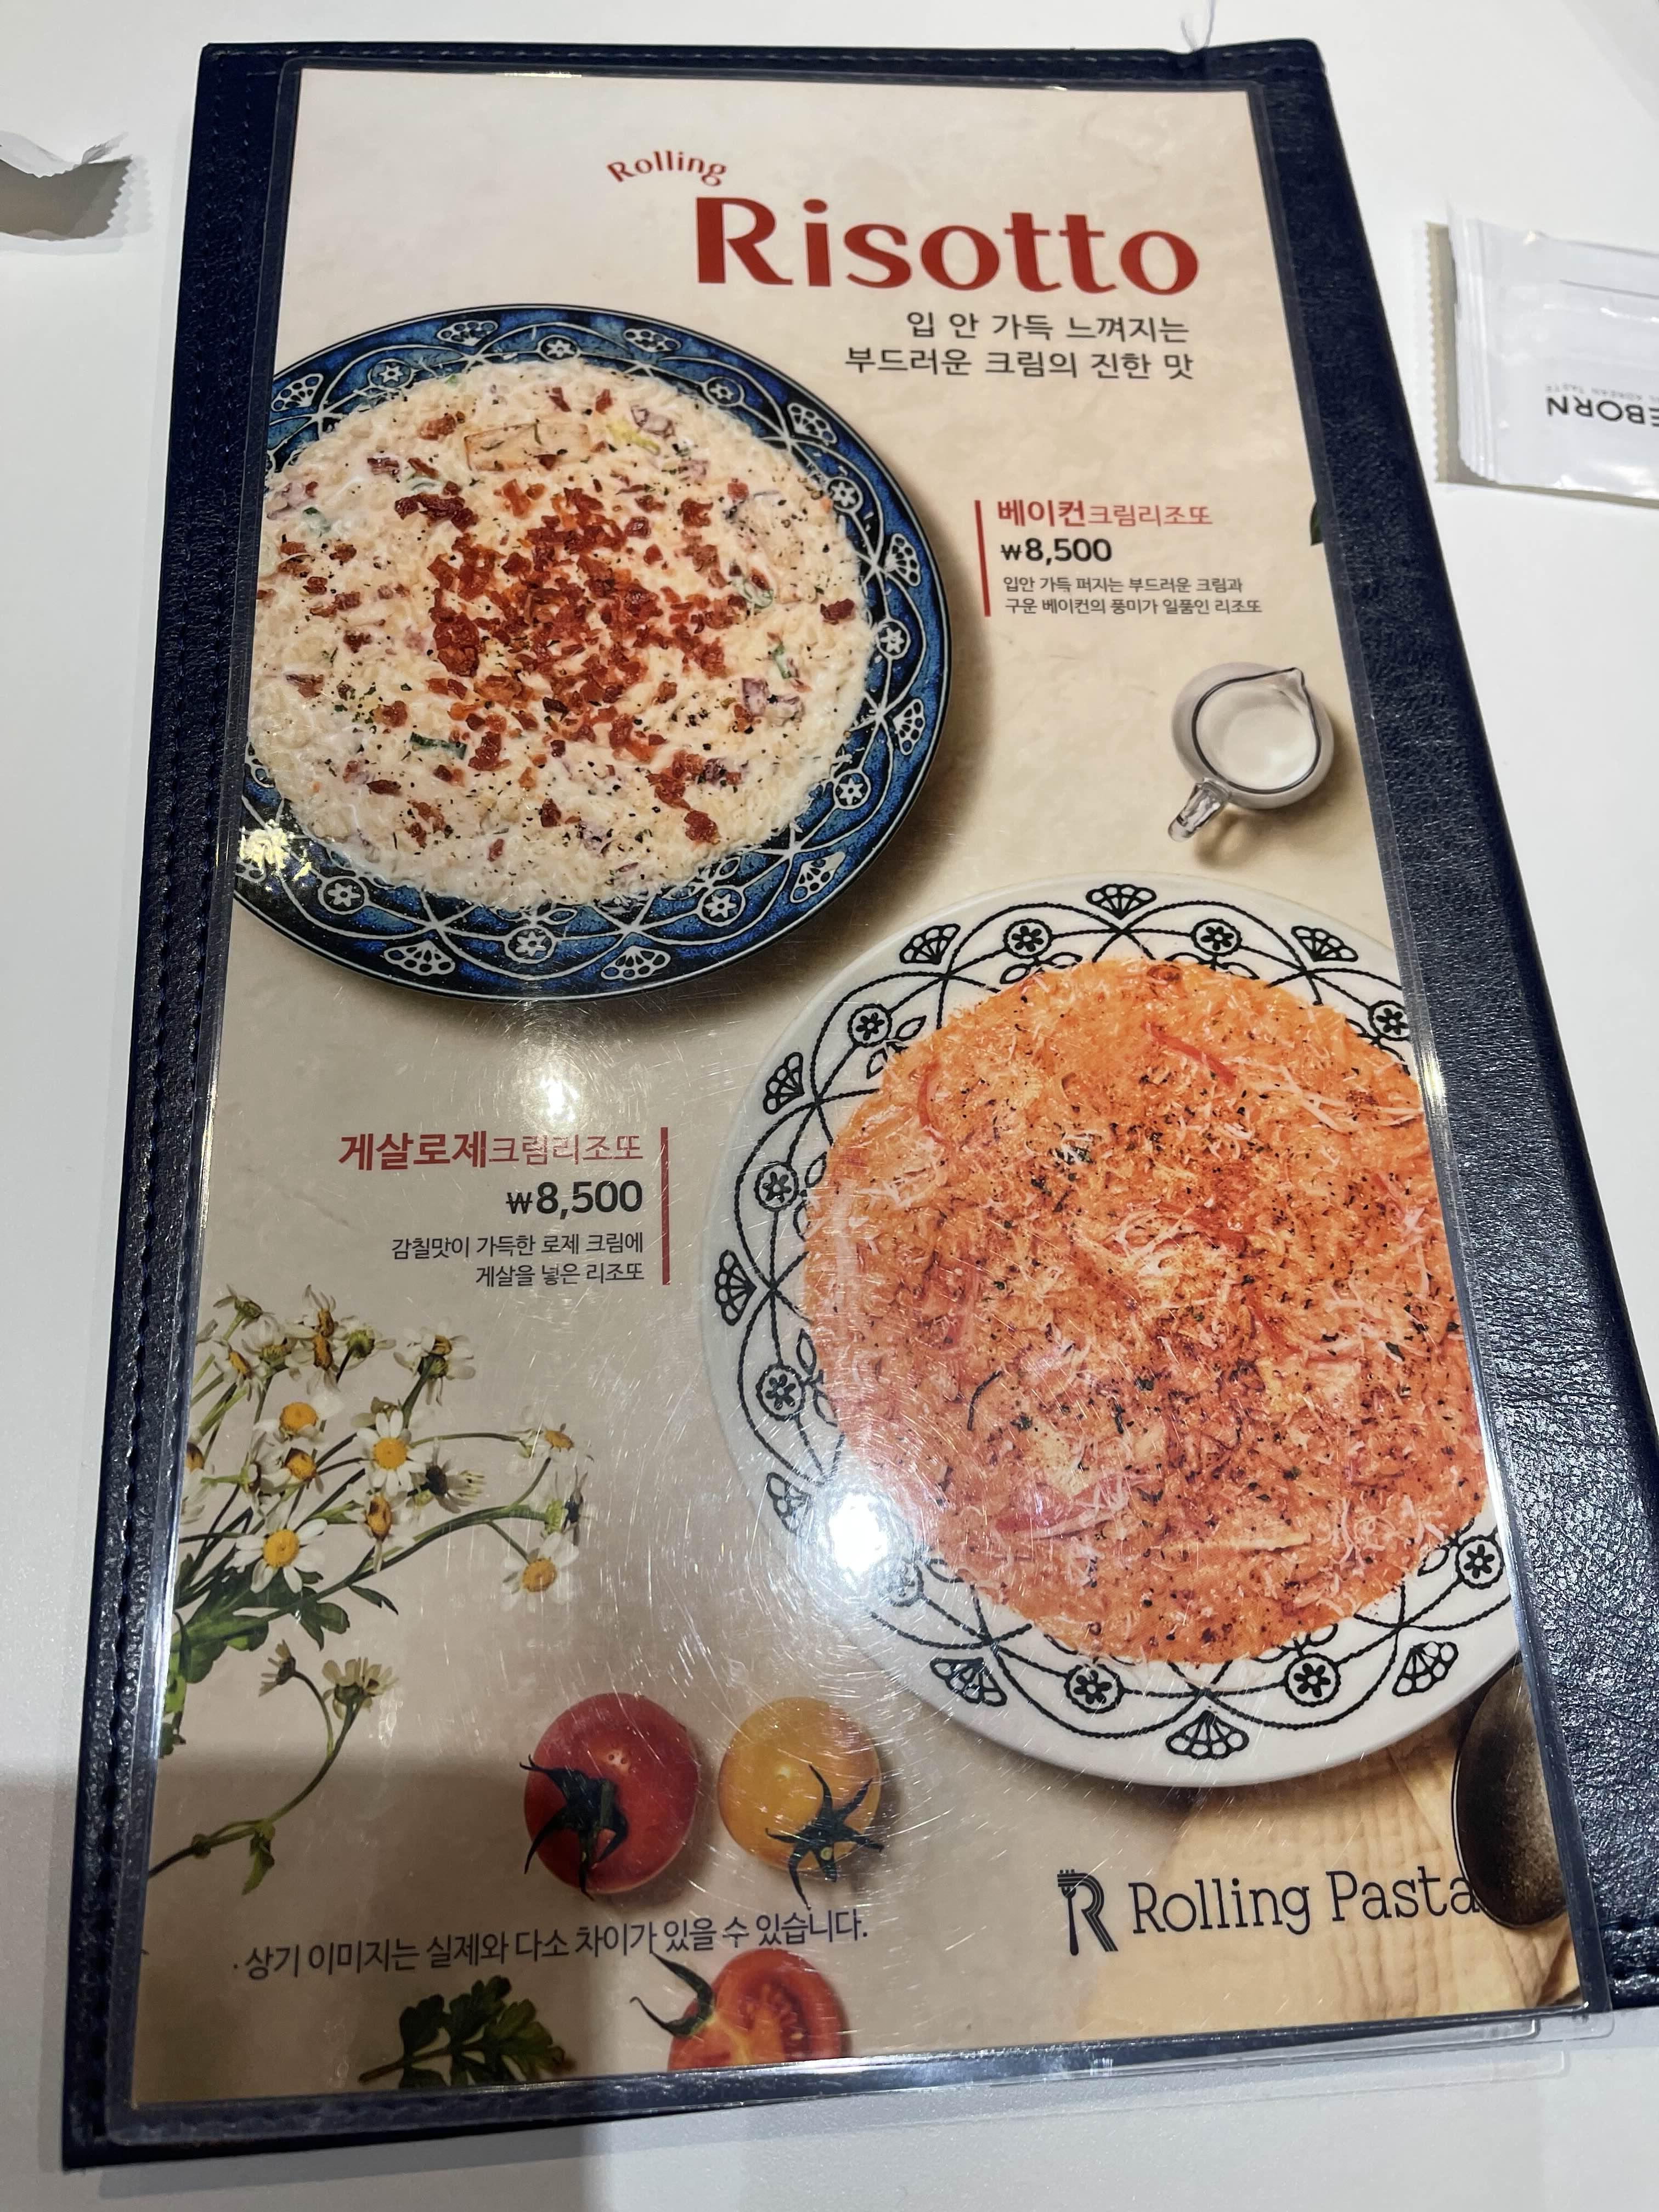 Rolling
Risotto
입 안 가득 느껴지는
부드러운 크림의 진한 맛
베이컨크림리조또
₩8,500
입안 가득 퍼지는 부드러운 크림과
구운 베이컨의 풍미가 일품인 리조또
게살로제크림리조또
₩8,500
감칠맛이 가득한 로제 크림에
게살을 넣은 리조또
· 상기 이미지는 실제와 다소 차이가 있을 수 있습니다.
R Rolling Pasta
EBORN